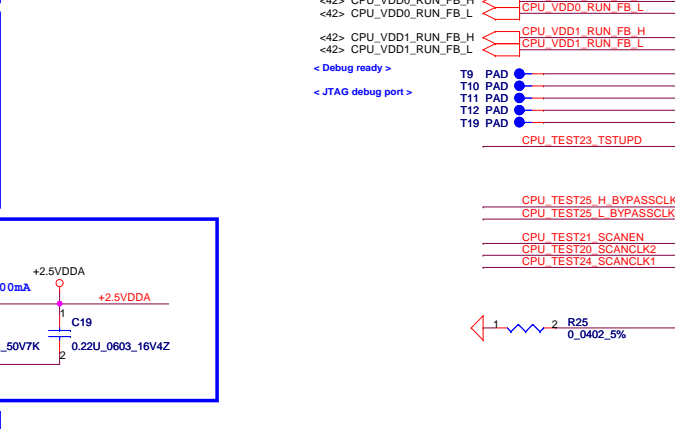 <42> CPU_VDD0_RUN_FB_H
<42> CPU_VDD0_RUN_FB_L
CPU_VDD0_RUN_FB_L
<42> CPU_VDD1_RUN_FB_H
CPU_VDD1_RUN_FB_H
<42> CPU_VDD1_RUN_FB_L
CPU_VDD1_RUN_FB_L
< Debug ready >
T9 PAD
T10 PAD
< JTAG debug port >
T11 PAD
T12 PAD
T19 PAD
CPU_TEST23_TSTUPD
CPU_TEST25_H_BYPASSCLK
CPU_TEST25_L_BYPASSCLK
CPU_TEST21_SCANEN
CPU_TEST20_SCANCLK2
CPU_TEST24_SCANCLK1
+2.5VDDA
00mA
+2.5VDDA
1
C19
_50V7K
0.22U_0603_16V4Z
2
1
2
R25
0_0402_5%